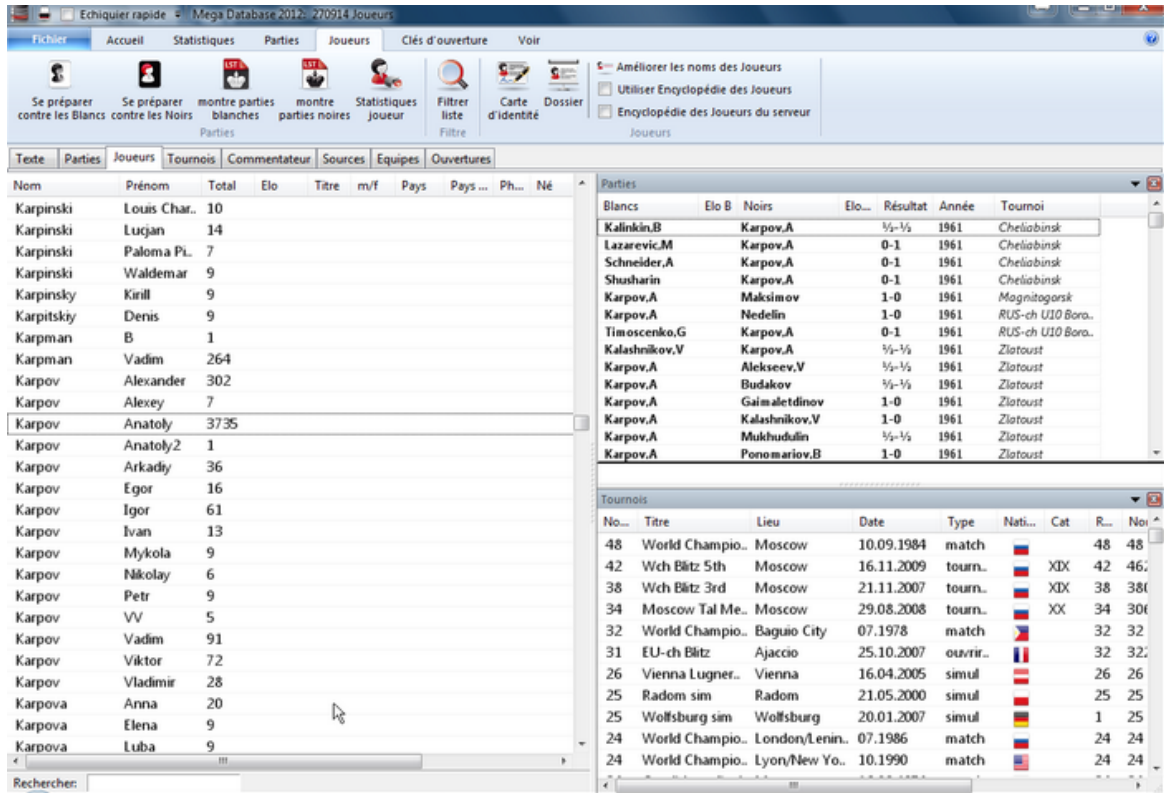 Echiquier rapide Mega Database 2012: 270914 Joueurs
Fichier Accueil Statistiques Parties Joueurs Clés d'ouverture Voir
Se préparer contre les Blancs
Se préparer contre les Noirs
montre parties blanches
montre parties noires
Statistiques joueur
Parties
Filtrer liste
Filtre
Carte d'identité
Dossier
Améliorer les noms des Joueurs
Utiliser Encyclopédie des Joueurs
Encyclopédie des Joueurs du serveur
Joueurs
Texte Parties Joueurs Tournois Commentateur Sources Equipes Ouvertures
Nom Prénom Total Elo Titre m/f Pays Pays ... Ph... Né
Karpinski Louis Char.. 10
Karpinski Lucjan 14
Karpinski Paloma Pi.. 7
Karpinski Waldemar 9
Karpinsky Kirill 9
Karpitskiy Denis 9
Karpman B 1
Karpman Vadim 264
Karpov Alexander 302
Karpov Alexey 7
Karpov Anatoly 3735
Karpov Anatoly2 1
Karpov Arkadiy 36
Karpov Egor 16
Karpov Igor 61
Karpov Ivan 13
Karpov Mykola 9
Karpov Nikolay 6
Karpov Petr 9
Karpov VV 5
Karpov Vadim 91
Karpov Viktor 72
Karpov Vladimir 28
Karpova Anna 20
Karpova Elena 9
Karpova Luba 9
Rechercher:
Parties
Blancs Elo B Noirs Elo... Résultat Année Tournoi
Kalinkin,B Karpov,A ½-½ 1961 Cheliabinsk
Lazarevic,M Karpov,A 0-1 1961 Cheliabinsk
Schneider,A Karpov,A 0-1 1961 Cheliabinsk
Shusharin Karpov,A 0-1 1961 Cheliabinsk
Karpov,A Maksimov 1-0 1961 Magnitogorsk
Karpov,A Nedelin 1-0 1961 RUS-ch U10 Boro..
Timoscenko,G Karpov,A 0-1 1961 RUS-ch U10 Boro..
Kalashnikov,V Karpov,A ½-½ 1961 Zlatoust
Karpov,A Alekseev,V ½-½ 1961 Zlatoust
Karpov,A Budakov ½-½ 1961 Zlatoust
Karpov,A Gaimaletdinov 1-0 1961 Zlatoust
Karpov,A Kalashnikov,V 1-0 1961 Zlatoust
Karpov,A Mukhudulin ½-½ 1961 Zlatoust
Karpov,A Ponomariov,B 1-0 1961 Zlatoust
Tournois
No... Titre Lieu Date Type Nati... Cat R... Noi
48 World Champio.. Moscow 10.09.1984 match 48 48
42 Wch Blitz 5th Moscow 16.11.2009 tourn.. XIX 42 462
38 Wch Blitz 3rd Moscow 21.11.2007 tourn.. XIX 38 380
34 Moscow Tal Me.. Moscow 29.08.2008 tourn.. XX 34 306
32 World Champio.. Baguio City 07.1978 match 32 32
31 EU-ch Blitz Ajaccio 25.10.2007 ouvrir.. 32 322
26 Vienna Lugner.. Vienna 16.04.2005 simul 26 26
25 Radom sim Radom 21.05.2000 simul 25 25
25 Wolfsburg sim Wolfsburg 20.01.2007 simul 1 25
24 World Champio.. London/Lenin.. 07.1986 match 24 24
24 World Champio.. Lyon/New Yo.. 10.1990 match 24 24